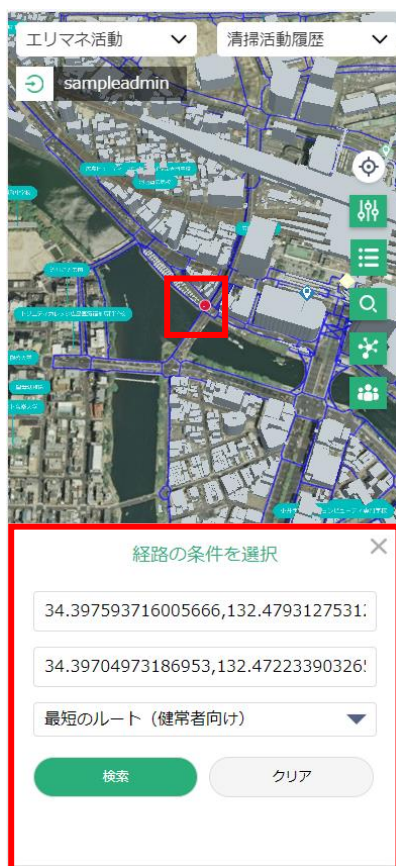 エリマネ活動
清掃活動履歴
sampleadmin
経路の条件を選択
34.397593716005666,132.4793127531
34.39704973186953,132.47223390326
最短のルート（健常者向け）
検索
クリア